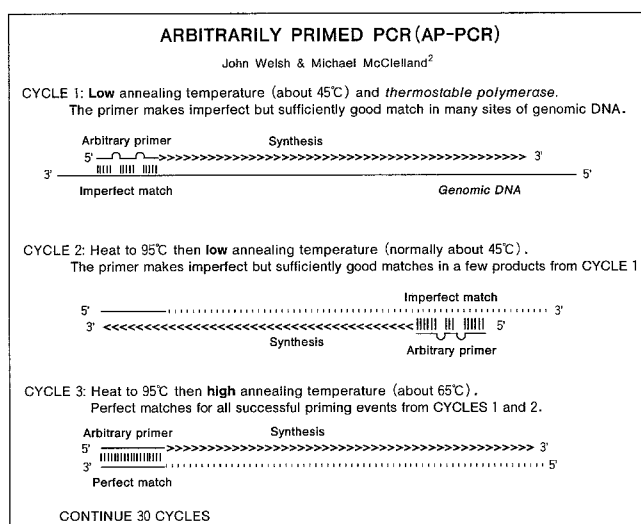 ARBITRARILY PRIMED PCR (AP-PCR)
John Welsh & Michael McClelland2
CYCLE 1: Low annealing temperature (about 45℃) and thermostable polymerase.
The primer makes imperfect but sufficiently good match in many sites of genomic DNA.
Arbitrary primer Synthesis
5' >>>>>>>>>>>>>>>>>>>>>>>>>>>>>>>>>>>>>>>>>>>>>>>> 3'
3' 5'
Imperfect match Genomic DNA
CYCLE 2: Heat to 95℃ then low annealing temperature (normally about 45℃).
The primer makes imperfect but sufficiently good matches in a few products from CYCLE 1
Imperfect match
5' 3'
3' <<<<<<<<<<<<<<<<<<<<<<<<<<<<<<<<<<<<<<<< 5'
Synthesis Arbitrary primer
CYCLE 3: Heat to 95℃ then high annealing temperature (about 65℃).
Perfect matches for all successful priming events from CYCLES 1 and 2.
Arbitrary primer Synthesis
5' >>>>>>>>>>>>>>>>>>>>>>>>>>>>>>>>>>>>>>>>>>>>>>>> 3'
3' 5'
Perfect match
CONTINUE 30 CYCLES